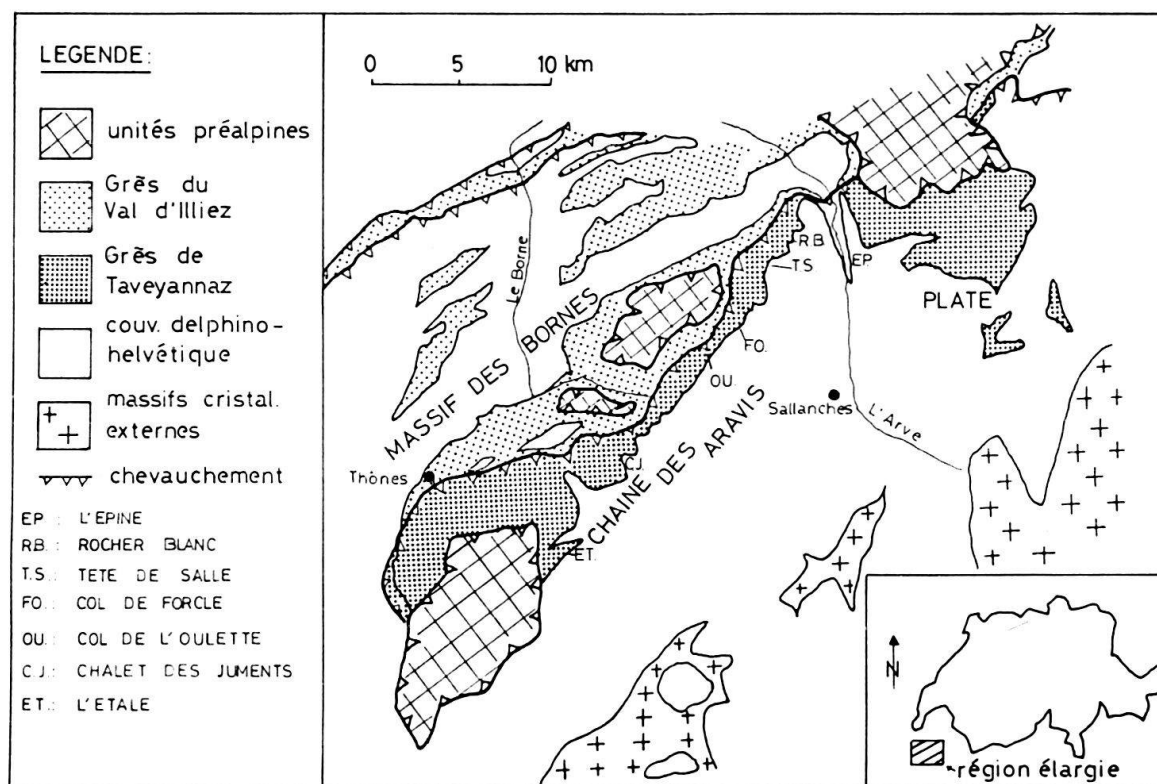 LEGENDE:
unités préalpines
Grēs du
Val d'Illiez
Grēs de
Taveyannaz
couv. delphino-
helvétique
massifs cristal.
externes
chevauchement
EP : L'EPINE
RB.: ROCHER BLANC
T.S.: TETE DE SALLE
FO.: COL DE FORCLE
OU.: COL DE L'OULETTE
C.J.: CHALET DES JUMENTS
ET.: L'ETALE
0 5 10 km
Le Borne
MASSIF DES BORNES
R.B.
EP.
T.S.
PLATE
FO.
OU.
Sallanches
L'Arve
CHAINE DES ARAVIS
C.J.
Thônes
ET.
N
région élargie